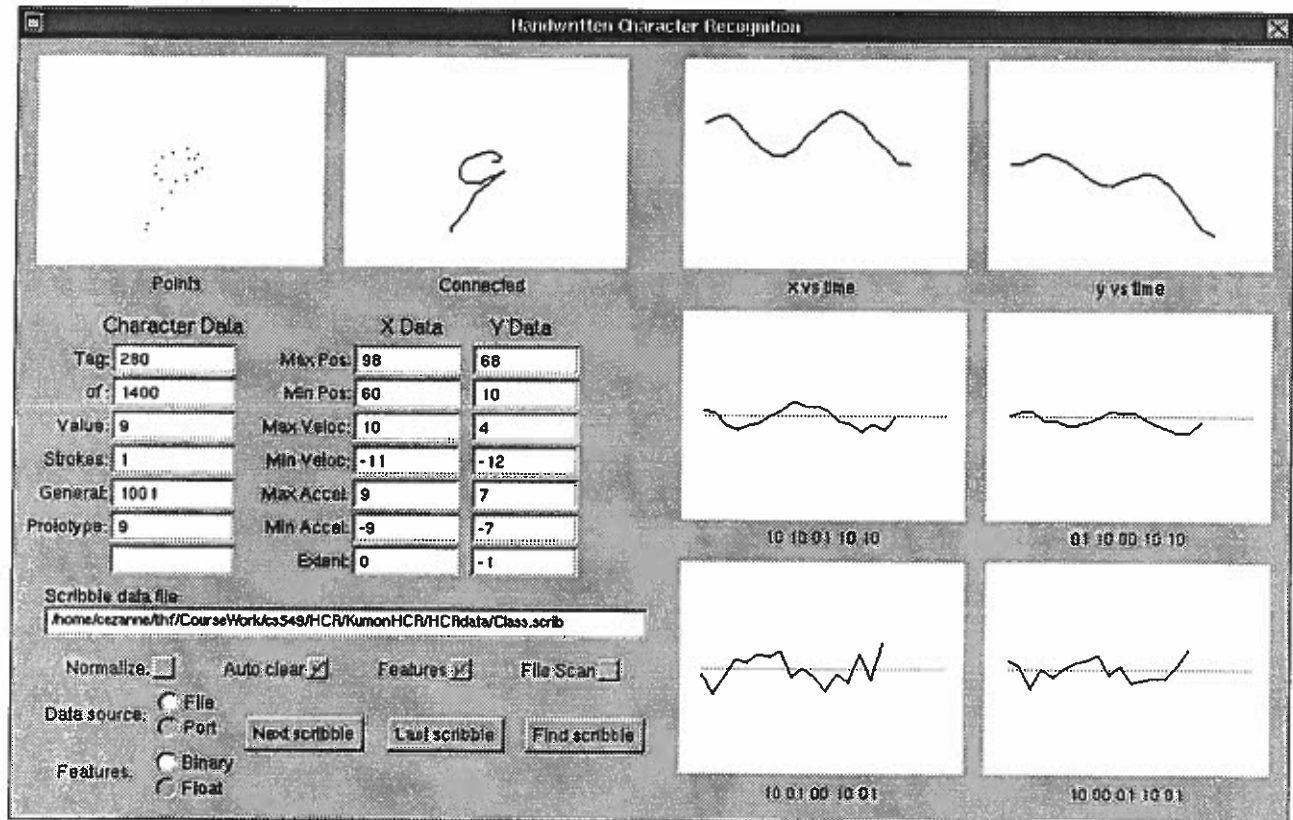 Handwritten Character Recognition
Points
Connected
x vs time
y vs time
Character Data
X Data
Y Data
Tag: 280
Max Pos: 98 68
of: 1400
Min Pos: 60 10
Value: 9
Max Veloc: 10 4
Strokes: 1
Min Veloc: -11 -12
General: 1001
Max Accel: 9 7
Prototype: 9
Min Accel: -9 -7
Extent: 0 -1
10 10 01 10 10
01 10 00 10 10
Scribble data file
/home/cezanne/thf/CourseWork/cs549/HCR/KumonHCR/HCRdata/Class.scrib
Normalize. Auto clear Features File Scan
Data source: File
Port
Next scribble Last scribble Find scribble
Features. Binary
Float
10 01 00 10 01
10 00 01 10 01